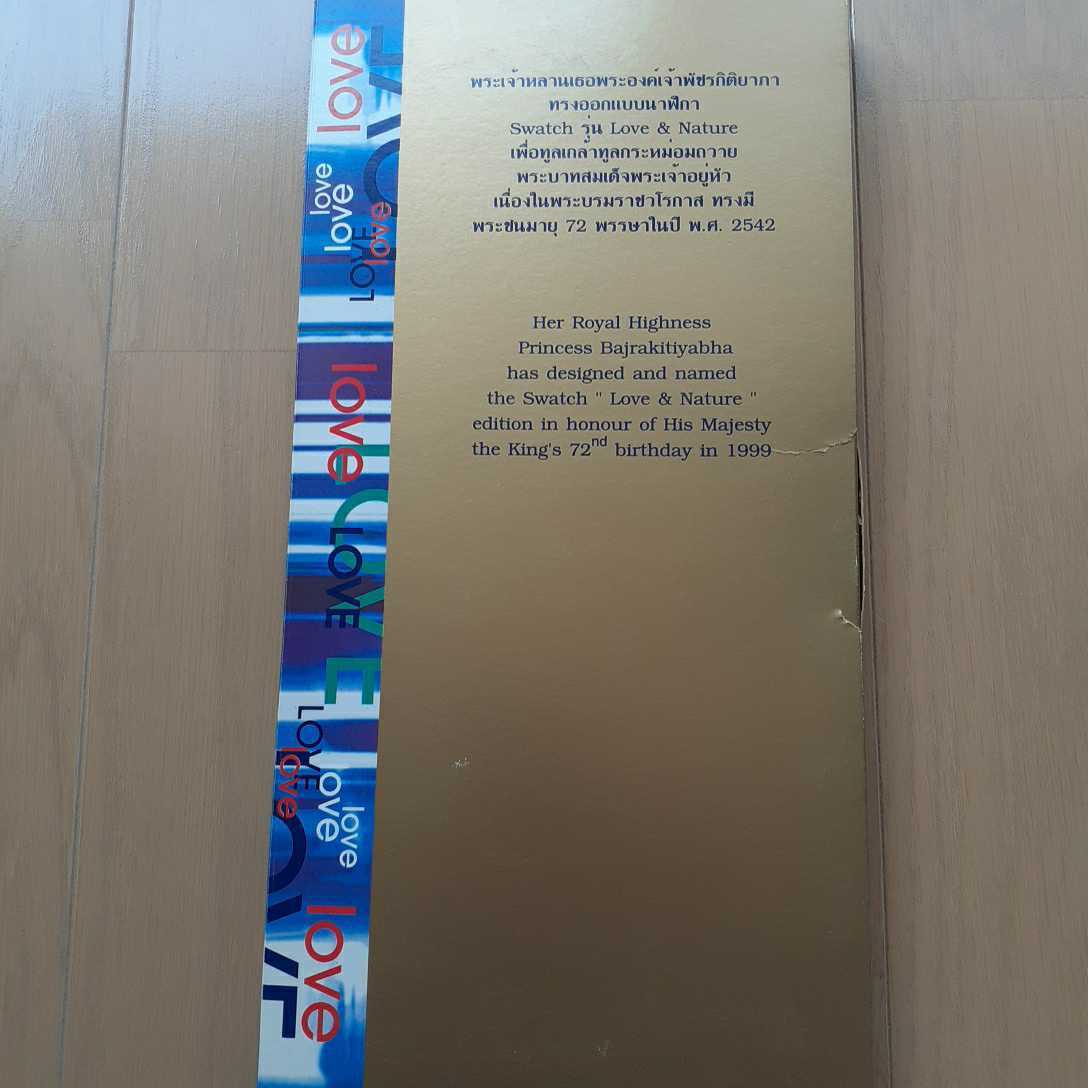 love
love
love
love
LOVE
พระเจ้าหลานเธอพระองค์เจ้าพัชรกิติยาภา
ทรงออกแบบนาฬิกา
Swatch รุ่น Love & Nature
เพื่อทูลเกล้าทูลกระหม่อมถวาย
พระบาทสมเด็จพระเจ้าอยู่หัว
เนื่องในพระบรมราชาวโรกาส ทรงมี
พระชนมายุ 72 พรรษาในปี พ.ศ. 2542
Her Royal Highness
Princess Bajrakitiyabha
has designed and named
the Swatch " Love & Nature "
edition in honour of His Majesty
the King's 72nd birthday in 1999
love
LOVE
LOVE
LOVE
love
love
love
love